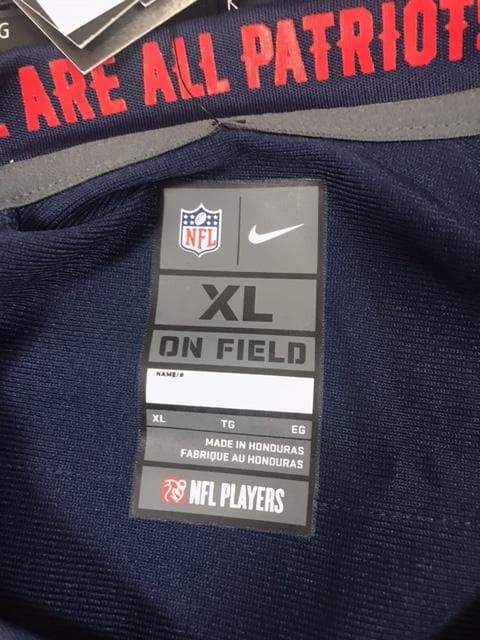 G
K
ARE ALL PATRIOT
NFL
XL
ON FIELD
NAME/#
XL TG EG
MADE IN HONDURAS
FABRIQUE AU HONDURAS
NFL PLAYERS